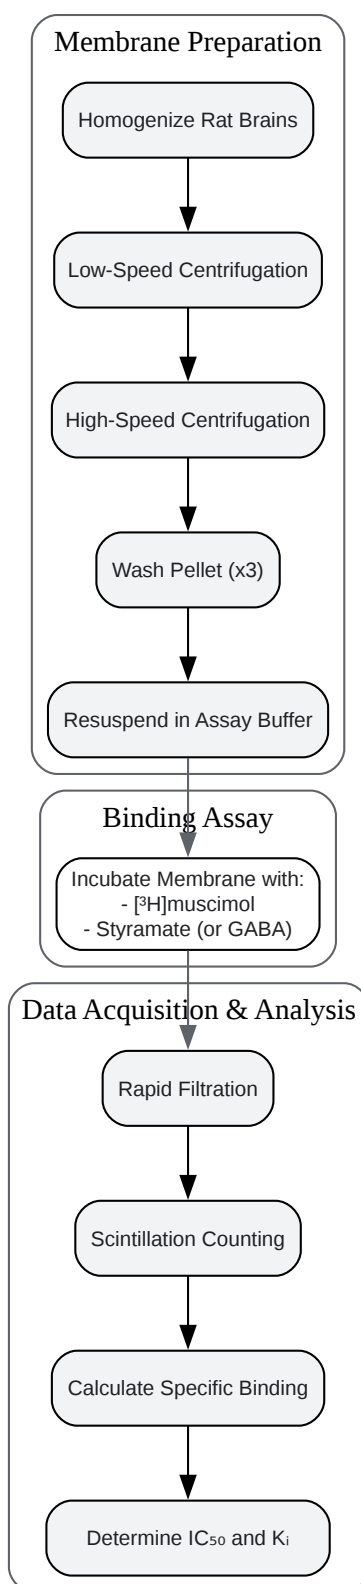 Membrane Preparation
Homogenize Rat Brains
Low-Speed Centrifugation
High-Speed Centrifugation
Wash Pellet (x3)
Resuspend in Assay Buffer
Binding Assay
Incubate Membrane with:
- [³H]muscimol
- Styramate (or GABA)
Data Acquisition & Analysis
Rapid Filtration
Scintillation Counting
Calculate Specific Binding
Determine IC₅₀ and Kᵢ